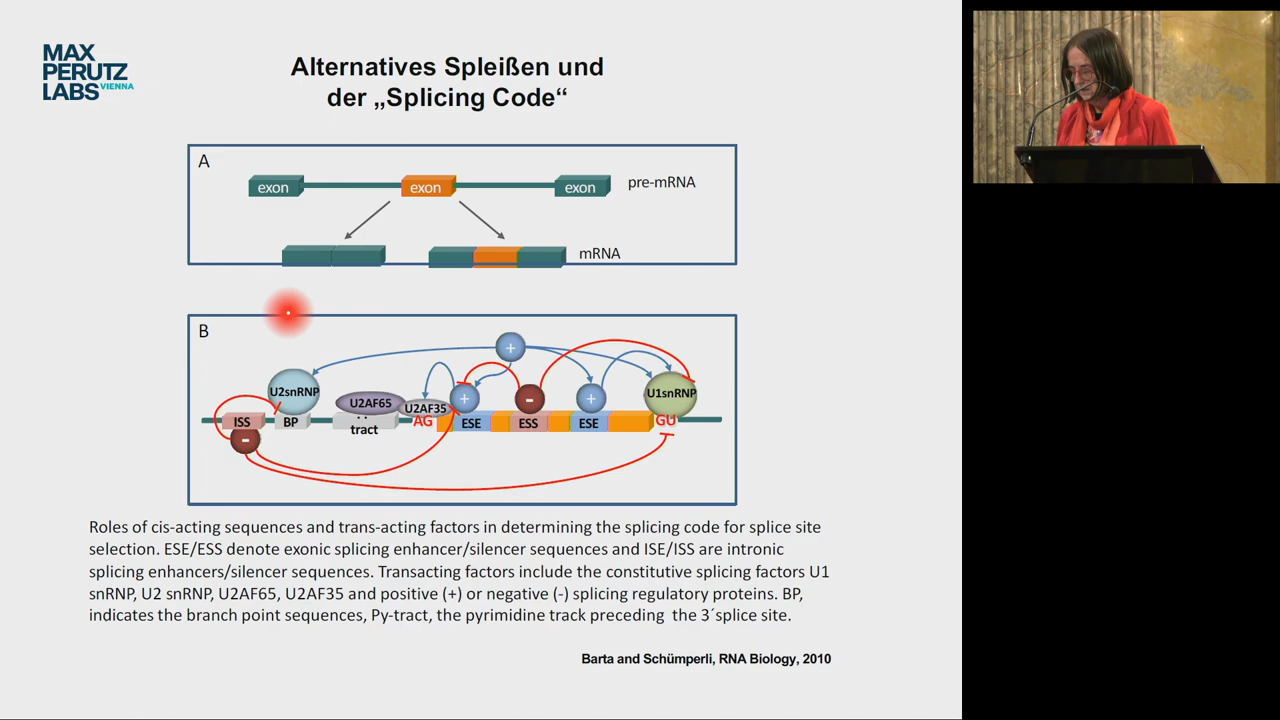 MAX
PERUTZ
LABS VIENNA
Alternatives Spleißen und
der „Splicing Code“
A
exon exon exon pre-mRNA
mRNA
B
+
U2snRNP U2AF65 U2AF35 + - + U1snRNP
ISS BP tract AG ESE ESS ESE GU
-
Roles of cis-acting sequences and trans-acting factors in determining the splicing code for splice site
selection. ESE/ESS denote exonic splicing enhancer/silencer sequences and ISE/ISS are intronic
splicing enhancers/silencer sequences. Transacting factors include the constitutive splicing factors U1
snRNP, U2 snRNP, U2AF65, U2AF35 and positive (+) or negative (-) splicing regulatory proteins. BP,
indicates the branch point sequences, Py-tract, the pyrimidine track preceding the 3´splice site.
Barta and Schümperli, RNA Biology, 2010